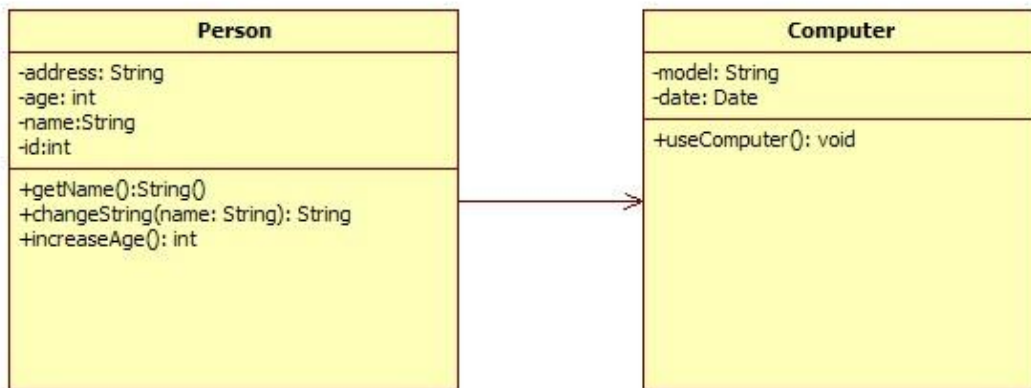 Person
-address: String
-age: int
-name:String
-id:int
+getName():String()
+changeString(name: String): String
+increaseAge(): int
Computer
-model: String
-date: Date
+useComputer(): void